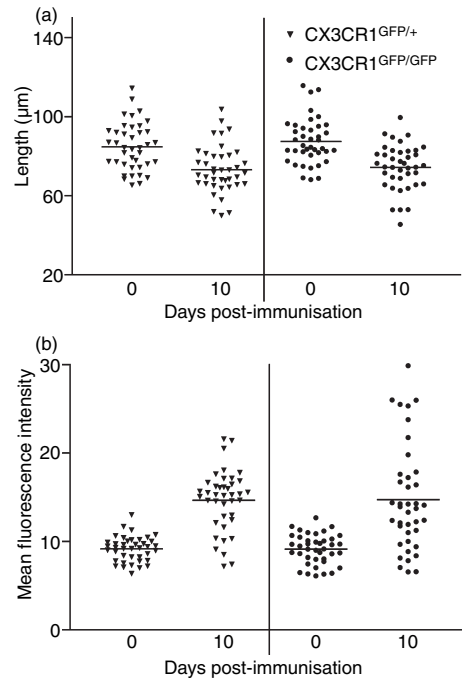 (a)
140
100
60
20
Length (µm)
CX3CR1GFP/+
CX3CR1GFP/GFP
0
10
0
10
Days post-immunisation
(b)
30
20
10
0
Mean fluorescence intensity
0
10
0
10
Days post-immunisation